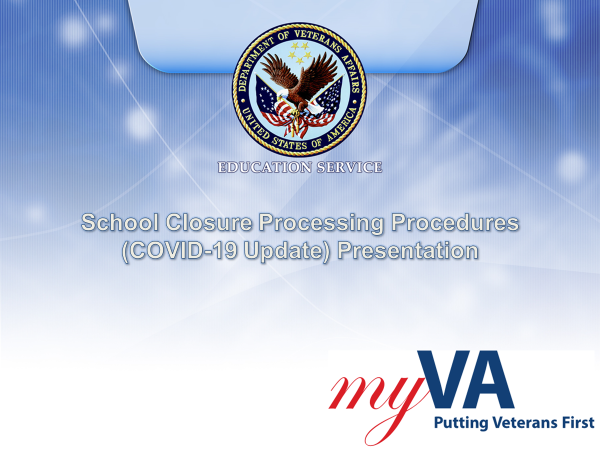 DEPARTMENT OF VETERANS AFFAIRS
UNITED STATES OF AMERICA
EDUCATION SERVICE
School Closure Processing Procedures
(COVID-19 Update) Presentation
myVA
Putting Veterans First